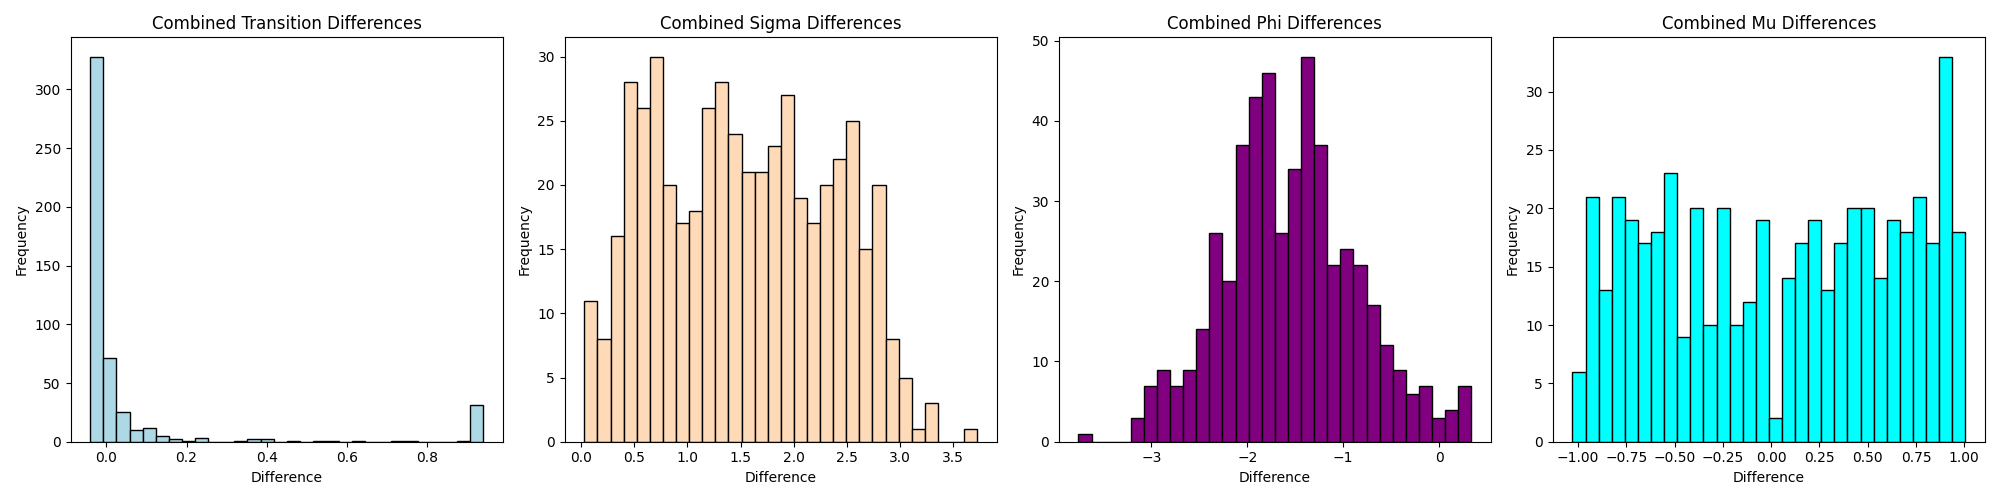 Combined Transition Differences
Frequency
300
250
200
150
100
50
0
0.0 0.2 0.4 0.6 0.8
Difference
Combined Sigma Differences
Frequency
30
25
20
15
10
5
0
0.0 0.5 1.0 1.5 2.0 2.5 3.0 3.5
Difference
Combined Phi Differences
Frequency
50
40
30
20
10
0
−3 −2 −1 0
Difference
Combined Mu Differences
Frequency
30
25
20
15
10
5
0
−1.00 −0.75 −0.50 −0.25 0.00 0.25 0.50 0.75 1.00
Difference